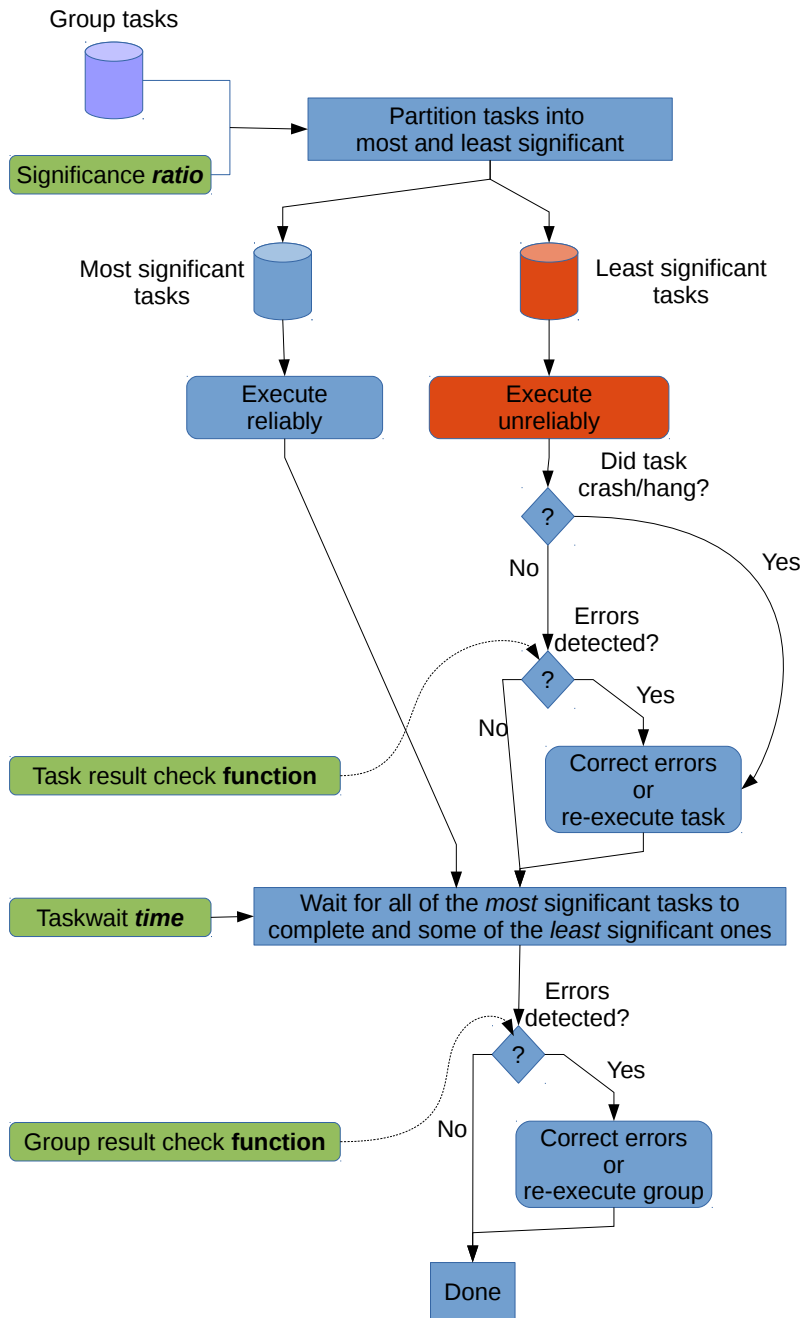 Group tasks
Partition tasks into
most and least significant
Significance ratio
Most significant
tasks
Least significant
tasks
Execute
reliably
Execute
unreliably
Did task
crash/hang?
?
Yes
No
Errors
detected?
?
Yes
No
Task result check function
Correct errors
or
re-execute task
Taskwait time
Wait for all of the most significant tasks to
complete and some of the least significant ones
Errors
detected?
?
Yes
No
Group result check function
Correct errors
or
re-execute group
Done